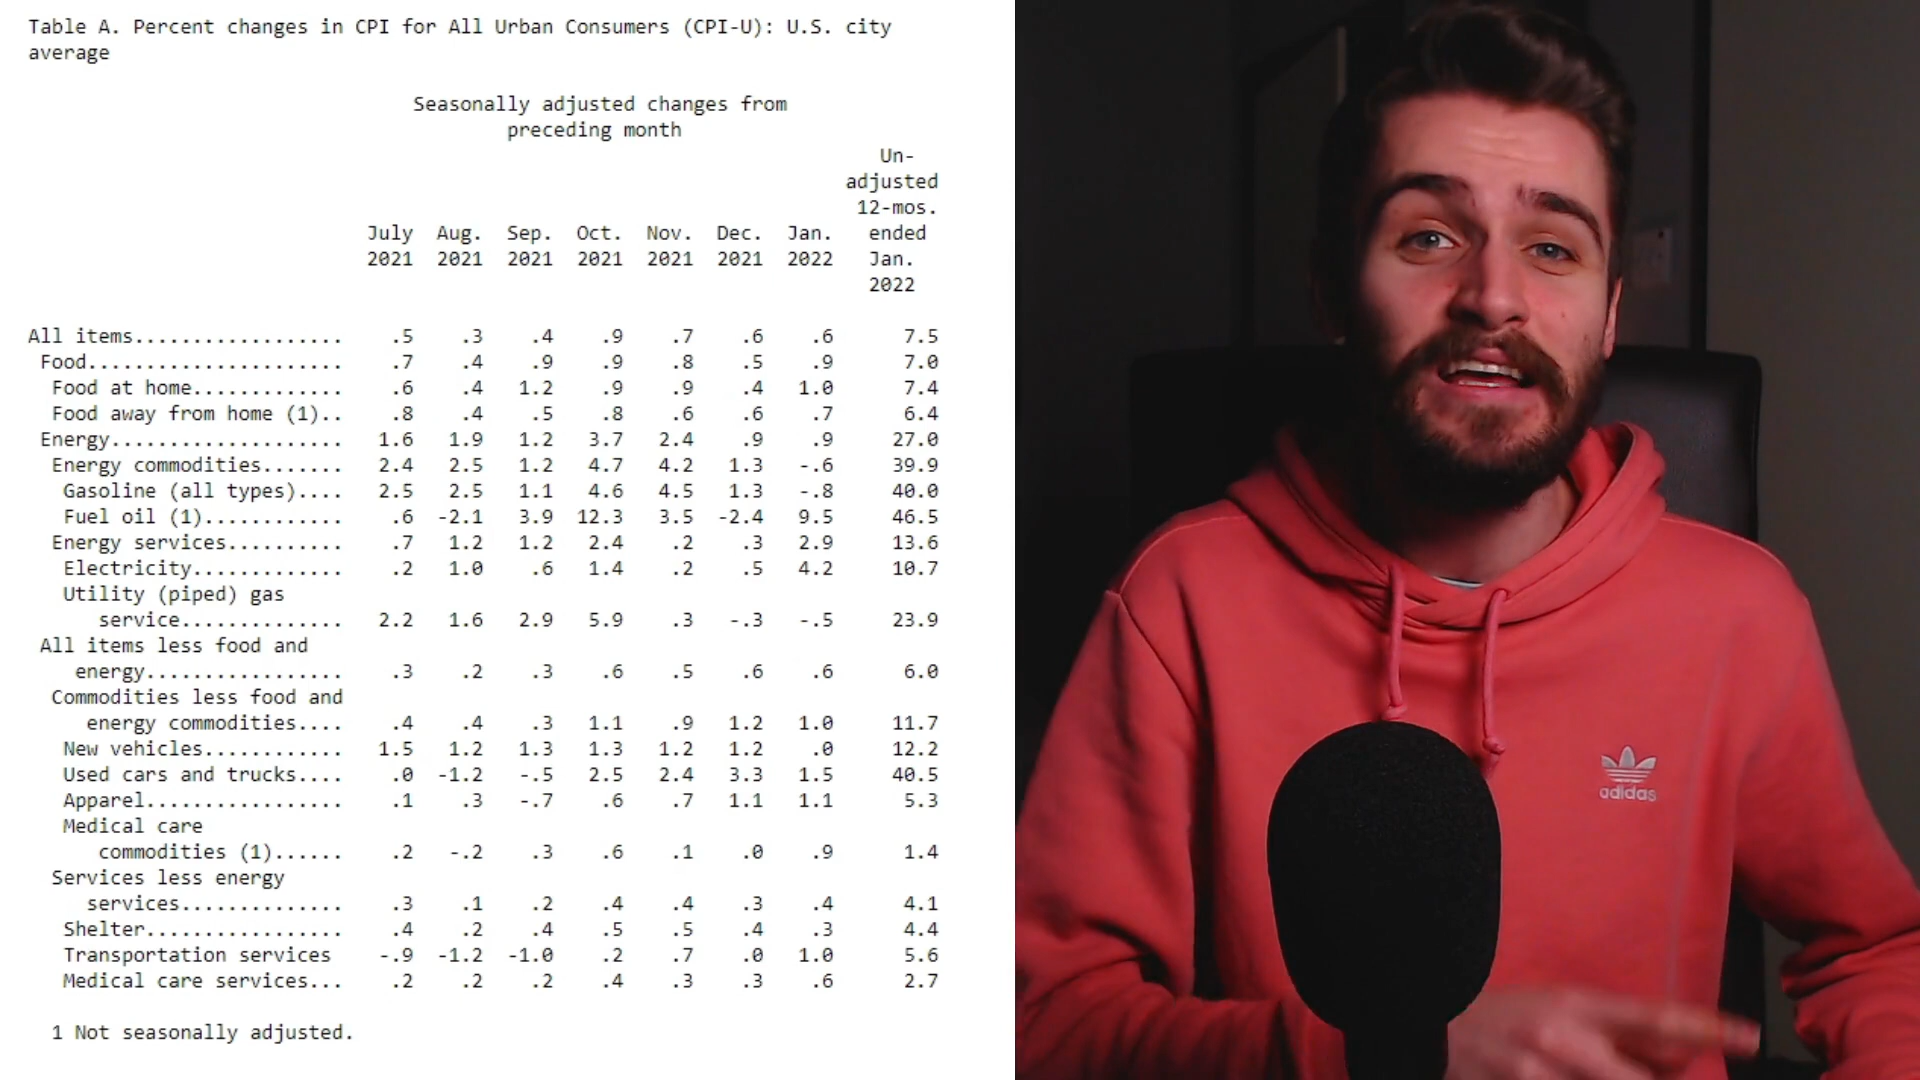 Table A. Percent changes in CPI for All Urban Consumers (CPI-U): U.S. city
average
Seasonally adjusted changes from
preceding month
Un-
adjusted
12-mos.
July Aug. Sep. Oct. Nov. Dec. Jan. ended
2021 2021 2021 2021 2021 2021 2022 Jan.
2022
All items.................. .5 .3 .4 .9 .7 .6 .6 7.5
Food...................... .7 .4 .9 .9 .8 .5 .9 7.0
Food at home............. .6 .4 1.2 .9 .9 .4 1.0 7.4
Food away from home (1).. .8 .4 .5 .8 .6 .6 .7 6.4
Energy.................... 1.6 1.9 1.2 3.7 2.4 .9 .9 27.0
Energy commodities....... 2.4 2.5 1.2 4.7 4.2 1.3 -.6 39.9
Gasoline (all types).... 2.5 2.5 1.1 4.6 4.5 1.3 -.8 40.0
Fuel oil (1)............ .6 -2.1 3.9 12.3 3.5 -2.4 9.5 46.5
Energy services.......... .7 1.2 1.2 2.4 .2 .3 2.9 13.6
Electricity............. .2 1.0 .6 1.4 .2 .5 4.2 10.7
Utility (piped) gas
service.............. 2.2 1.6 2.9 5.9 .3 -.3 -.5 23.9
All items less food and
energy................. .3 .2 .3 .6 .5 .6 .6 6.0
Commodities less food and
energy commodities.... .4 .4 .3 1.1 .9 1.2 1.0 11.7
New vehicles............ 1.5 1.2 1.3 1.3 1.2 1.2 .0 12.2
Used cars and trucks.... .0 -1.2 -.5 2.5 2.4 3.3 1.5 40.5
Apparel................. .1 .3 -.7 .6 .7 1.1 1.1 5.3
Medical care
commodities (1)...... .2 -.2 .3 .6 .1 .0 .9 1.4
Services less energy
services.............. .3 .1 .2 .4 .4 .3 .4 4.1
Shelter................. .4 .2 .4 .5 .5 .4 .3 4.4
Transportation services -.9 -1.2 -1.0 .2 .7 .0 1.0 5.6
Medical care services... .2 .2 .2 .4 .3 .3 .6 2.7
1 Not seasonally adjusted.
adidas